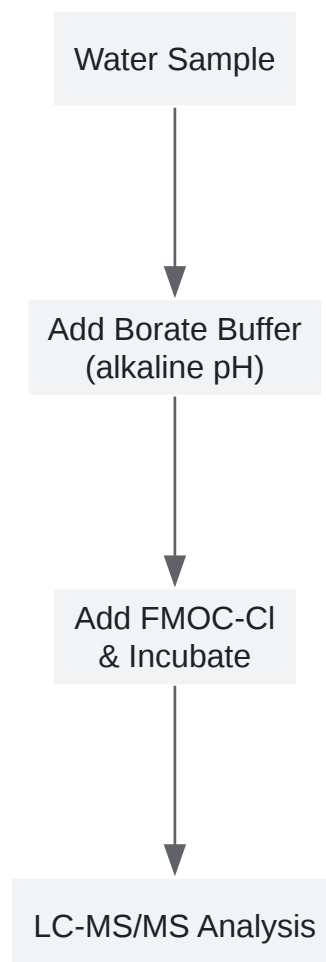 Water Sample
Add Borate Buffer
(alkaline pH)
Add FMOC-Cl
& Incubate
LC-MS/MS Analysis